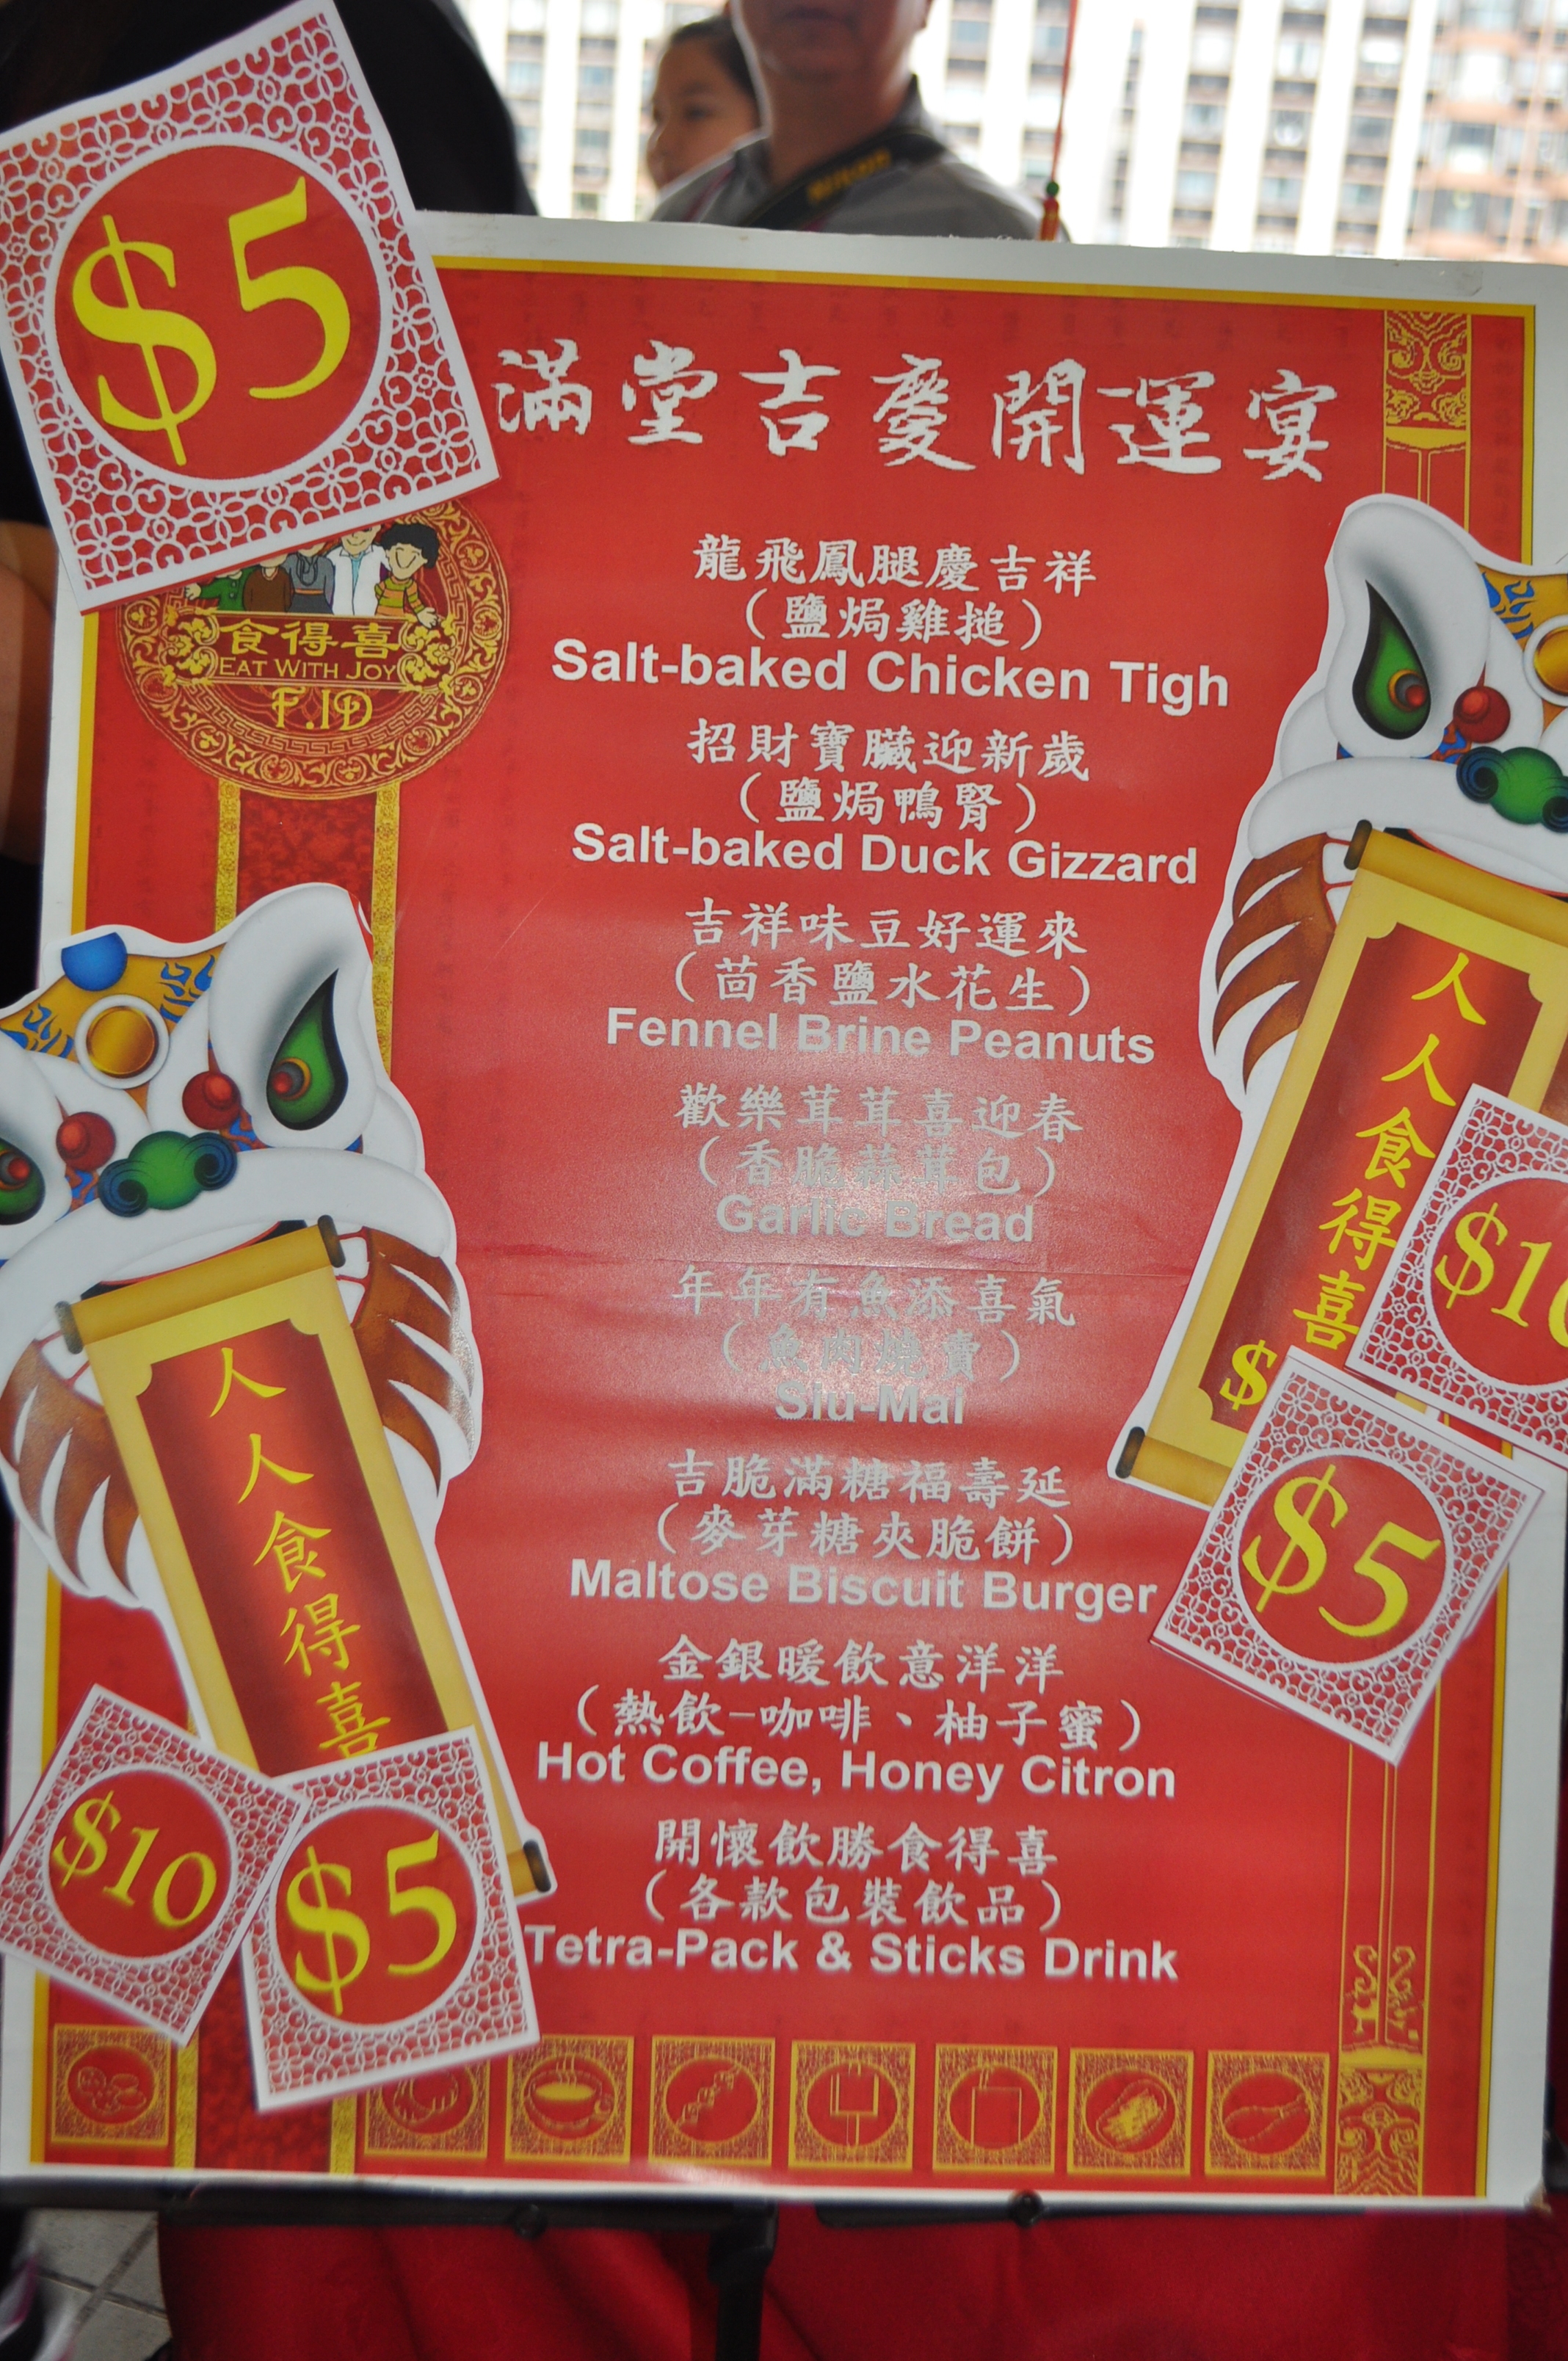 Nikon
$5
滿堂吉慶開運宴
食得喜
EAT WITH JOY
F.ID
龍飛鳳腿慶吉祥
（鹽焗雞搥）
Salt-baked Chicken Tigh
招財寶臟迎新歲
（鹽焗鴨腎）
Salt-baked Duck Gizzard
吉祥味豆好運來
（茴香鹽水花生）
Fennel Brine Peanuts
歡樂茸茸喜迎春
（香脆蒜茸包）
Garlic Bread
年年有魚添喜氣
（魚肉燒賣）
Siu-Mai
吉脆滿糖福壽延
（麥芽糖夾脆餅）
Maltose Biscuit Burger
金銀暖飲意洋洋
（熱飲-咖啡、柚子蜜）
Hot Coffee, Honey Citron
開懷飲勝食得喜
（各款包裝飲品）
Tetra-Pack & Sticks Drink
人人食得喜
$10
$5
人人食得喜
$
$10
$5